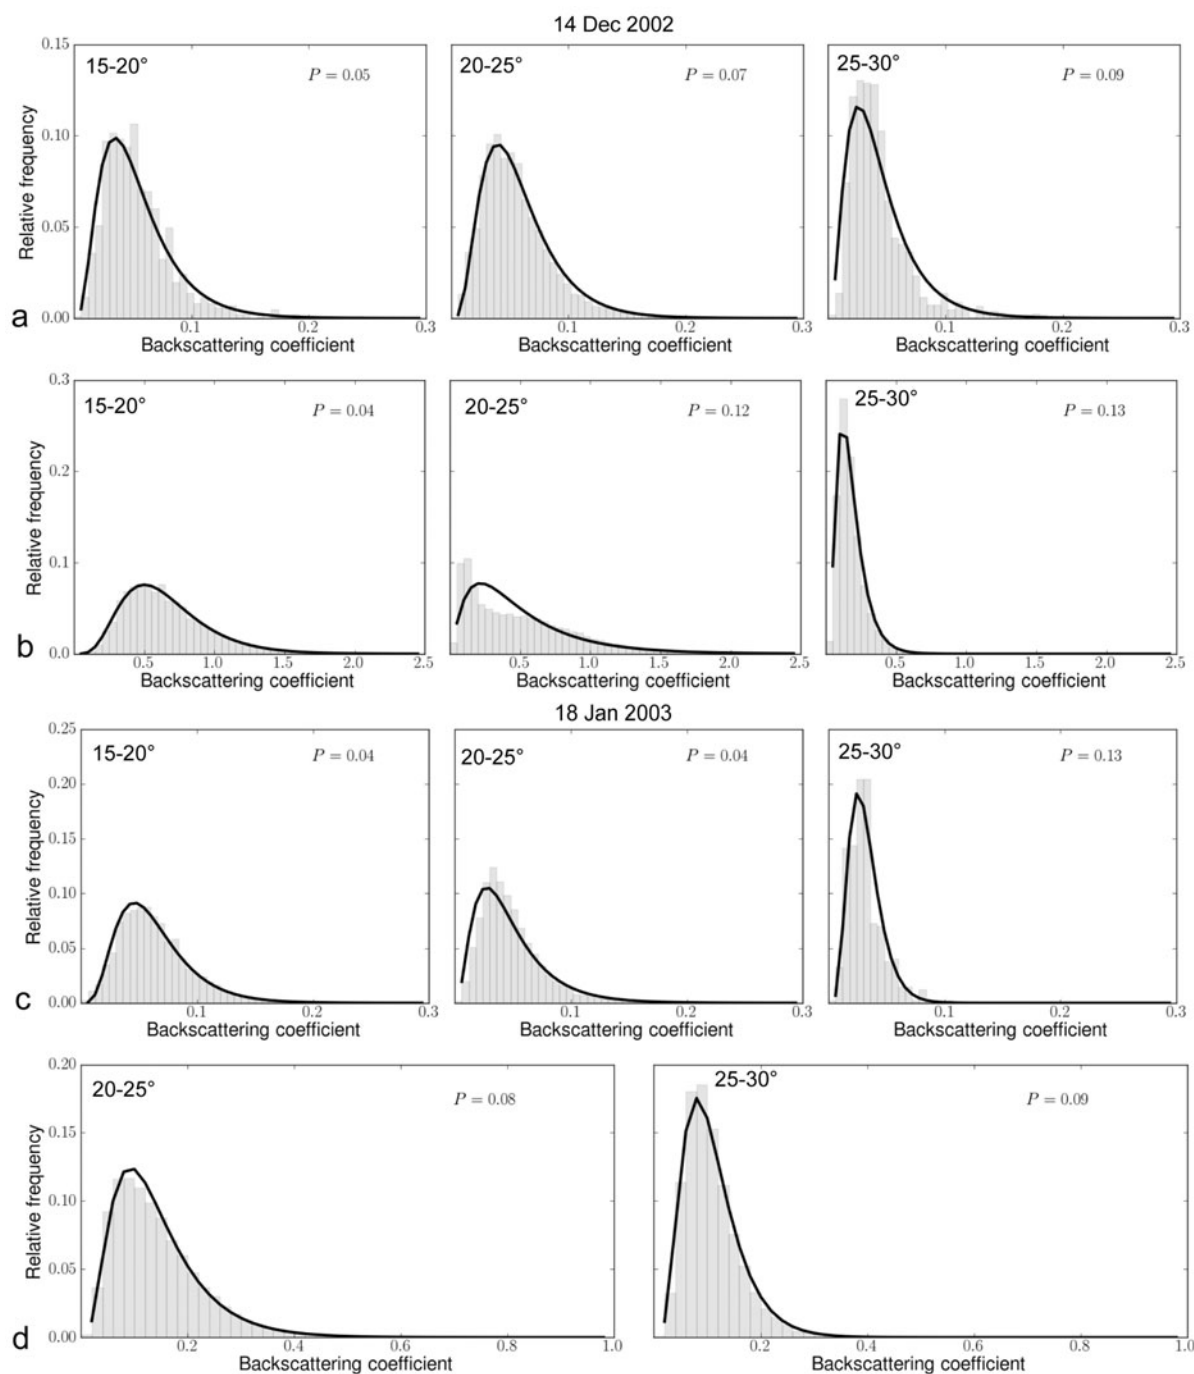 14 Dec 2002
0.15
0.10
0.05
0.00
Relative frequency
15-20°
P = 0.05
0.1 0.2 0.3
Backscattering coefficient
20-25°
P = 0.07
0.1 0.2 0.3
Backscattering coefficient
25-30°
P = 0.09
0.1 0.2 0.3
Backscattering coefficient
a
0.3
0.2
0.1
0.0
Relative frequency
15-20°
P = 0.04
0.5 1.0 1.5 2.0 2.5
Backscattering coefficient
20-25°
P = 0.12
0.5 1.0 1.5 2.0 2.5
Backscattering coefficient
25-30°
P = 0.13
0.5 1.0 1.5 2.0 2.5
Backscattering coefficient
b
18 Jan 2003
0.25
0.20
0.15
0.10
0.05
0.00
Relative frequency
15-20°
P = 0.04
0.1 0.2 0.3
Backscattering coefficient
20-25°
P = 0.04
0.1 0.2 0.3
Backscattering coefficient
25-30°
P = 0.13
0.1 0.2 0.3
Backscattering coefficient
c
0.20
0.15
0.10
0.05
0.00
Relative frequency
20-25°
P = 0.08
0.2 0.4 0.6 0.8 1.0
Backscattering coefficient
25-30°
P = 0.09
0.2 0.4 0.6 0.8 1.0
Backscattering coefficient
d